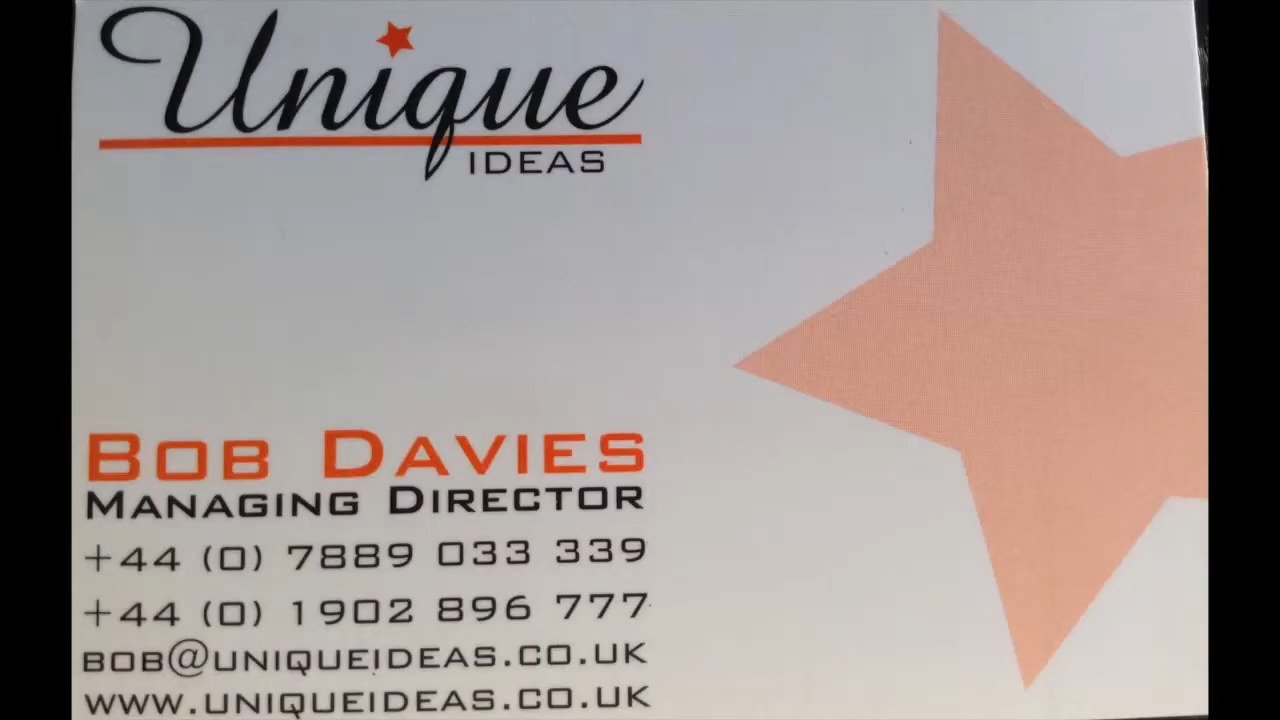 Unique
IDEAS
BOB DAVIES
MANAGING DIRECTOR
+44 (0) 7889 033 339
+44 (0) 1902 896 777
BOB@UNIQUEIDEAS.CO.UK
WWW.UNIQUEIDEAS.CO.UK